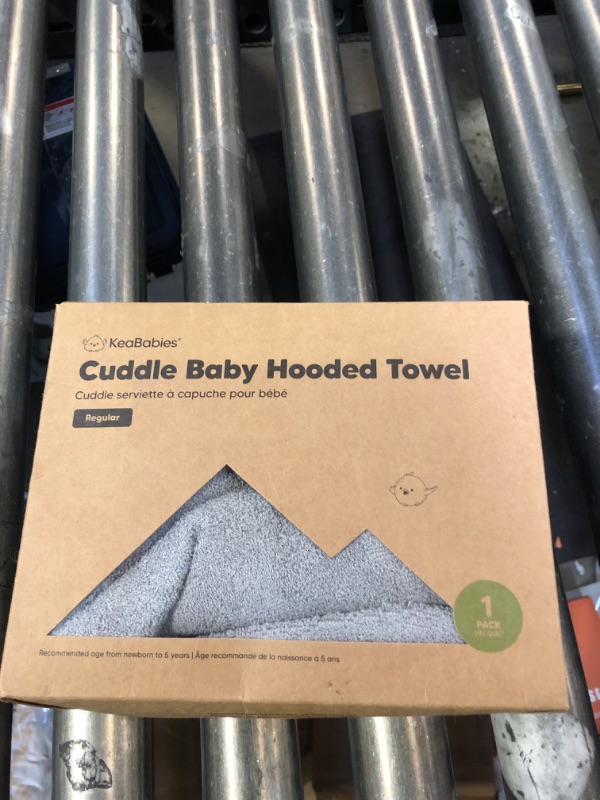 KeaBabies
Cuddle Baby Hooded Towel
Cuddle serviette à capuche pour bébé
Regular
1
PACK
PACQUET
Recommended age from newborn to 5 years | Âge recommandé de la naissance à 5 ans